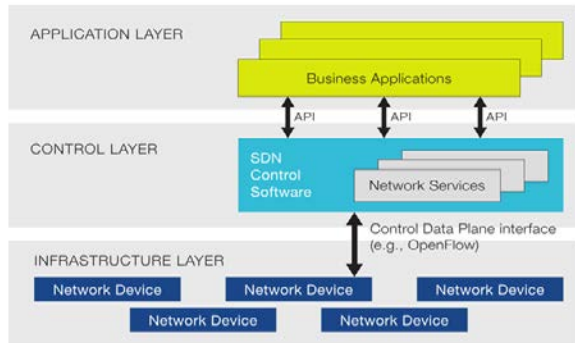 APPLICATION LAYER
Business Applications
API
API
API
CONTROL LAYER
SDN
Control
Software
Network Services
Control Data Plane interface
(e.g., OpenFlow)
INFRASTRUCTURE LAYER
Network Device
Network Device
Network Device
Network Device
Network Device